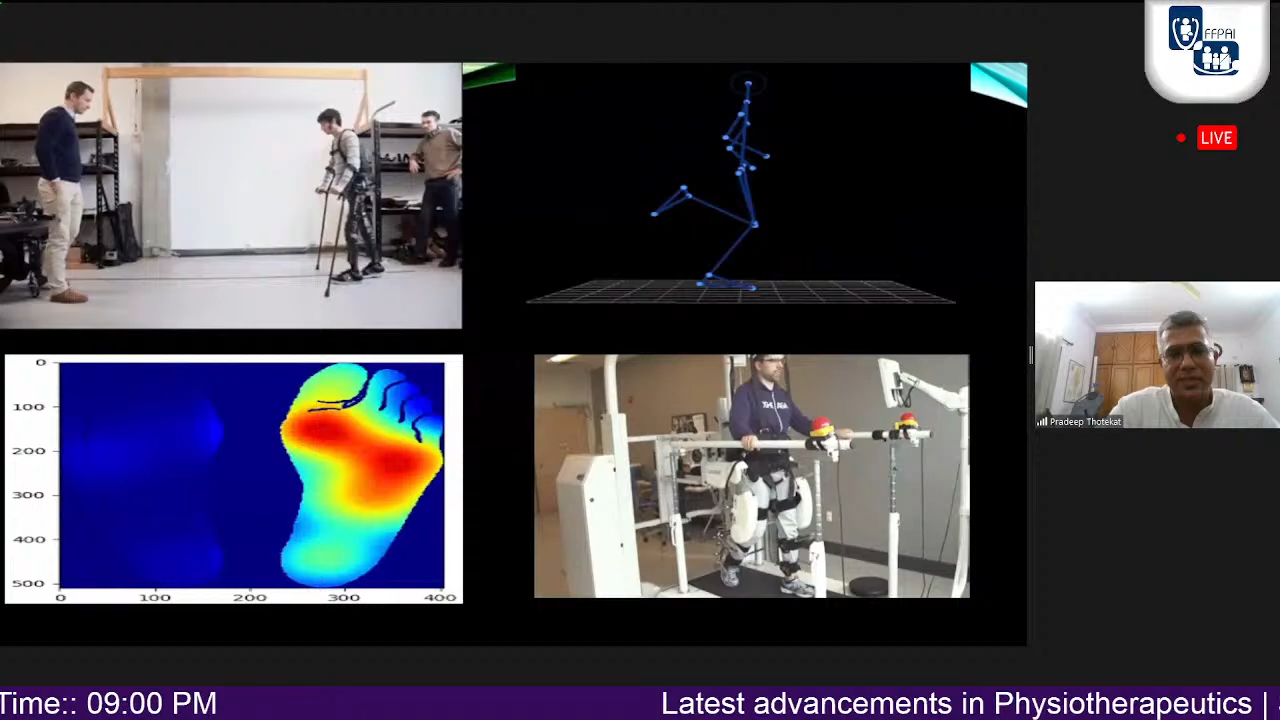 FFPAI
LIVE
0
100
200
300
400
500
0 100 200 300 400
Pradeep Thotekat
Time:: 09:00 PM
Latest advancements in Physiotherapeutics |